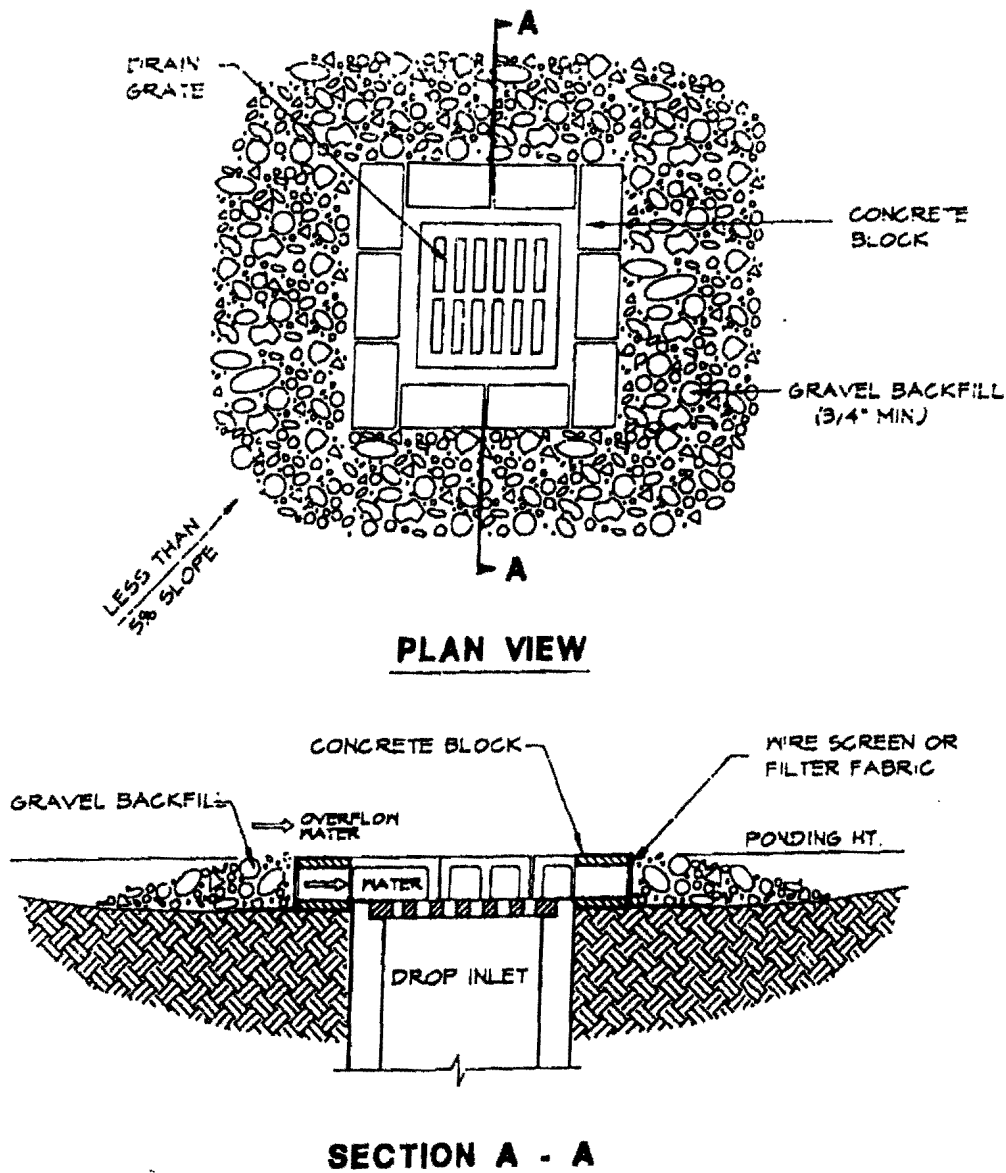 A
DRAIN
GRATE
CONCRETE
BLOCK
GRAVEL BACKFILL
(3/4" MIN.)
LESS THAN
5% SLOPE
A
PLAN VIEW
CONCRETE BLOCK
WIRE SCREEN OR
FILTER FABRIC
GRAVEL BACKFILL
OVERFLOW
WATER
PONDING HT.
WATER
DROP INLET
SECTION A - A